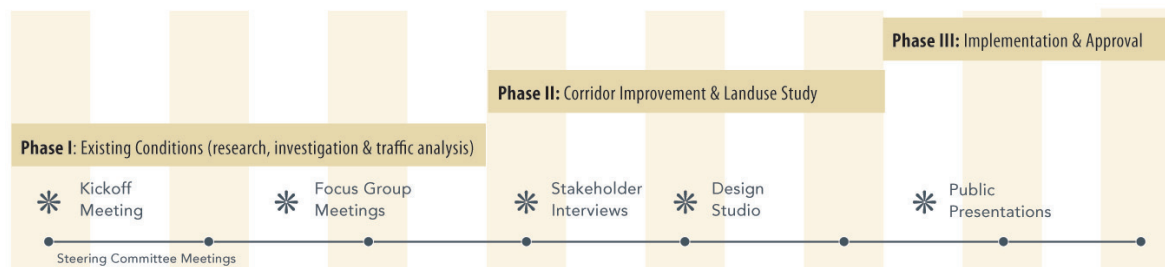 Phase III: Implementation & Approval
Phase II: Corridor Improvement & Landuse Study
Phase I: Existing Conditions (research, investigation & traffic analysis)
Kickoff
Meeting
Focus Group
Meetings
Stakeholder
Interviews
Design
Studio
Public
Presentations
Steering Committee Meetings